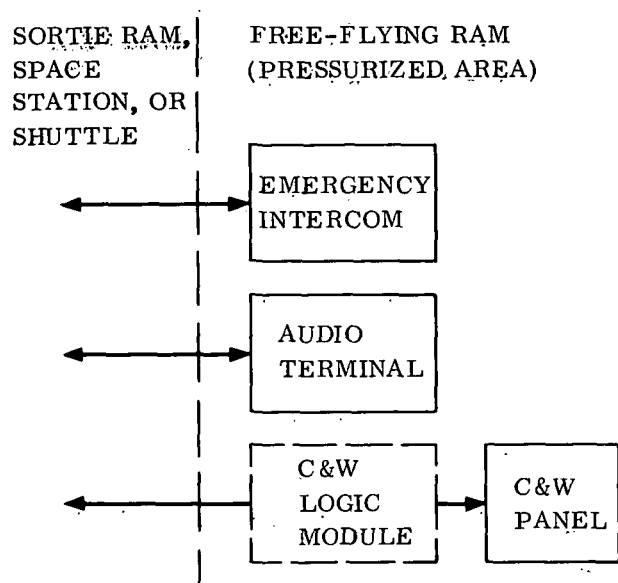 SORTIE RAM,
SPACE
STATION, OR
SHUTTLE
FREE-FLYING RAM
(PRESSURIZED AREA)
EMERGENCY
INTERCOM
AUDIO
TERMINAL
C&W
LOGIC
MODULE
C&W
PANEL